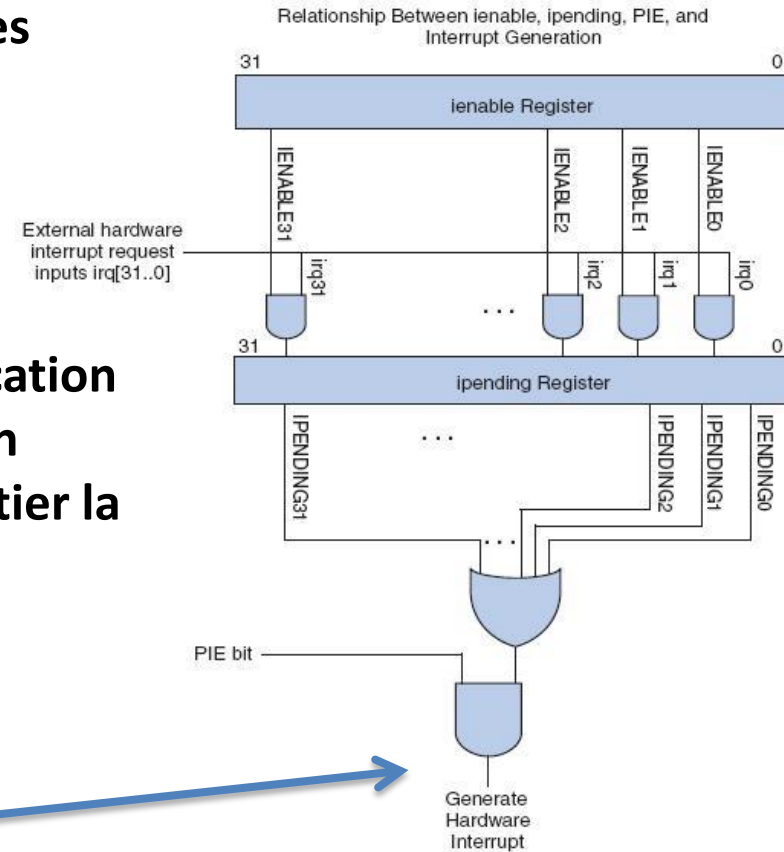 es
Relationship Between ienable, ipending, PIE, and
Interrupt Generation
31 0
ienable Register
IENABLE31
IENABLE2
IENABLE1
IENABLE0
External hardware
interrupt request
inputs irq[31..0]
irq31
irq2
irq1
irq0
. . .
31 0
ipending Register
cation
n
tier la
IPENDING31
. . .
IPENDING2
IPENDING1
IPENDING0
. . .
PIE bit
Generate
Hardware
Interrupt